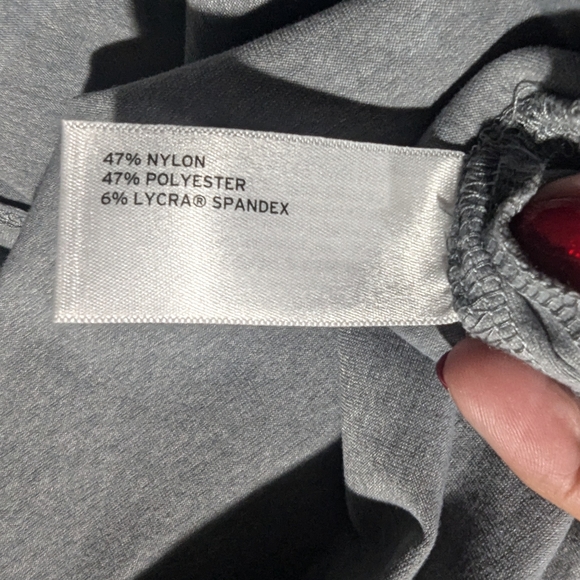 47% NYLON
47% POLYESTER
6% LYCRA® SPANDEX